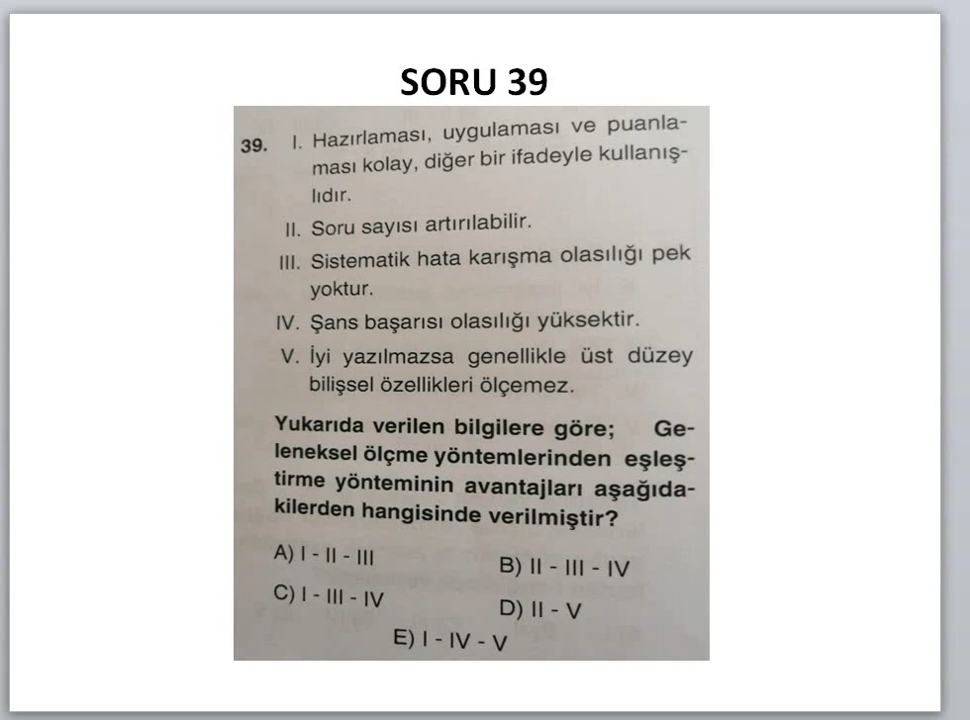 SORU 39
39. I. Hazırlaması, uygulaması ve puanla-
ması kolay, diğer bir ifadeyle kullanış-
lıdır.
II. Soru sayısı artırılabilir.
III. Sistematik hata karışma olasılığı pek
yoktur.
IV. Şans başarısı olasılığı yüksektir.
V. İyi yazılmazsa genellikle üst düzey
bilişsel özellikleri ölçemez.
Yukarıda verilen bilgilere göre; Ge-
leneksel ölçme yöntemlerinden eşleş-
tirme yönteminin avantajları aşağıda-
kilerden hangisinde verilmiştir?
A) I - II - III B) II - III - IV
C) I - III - IV D) II - V
E) I - IV - V